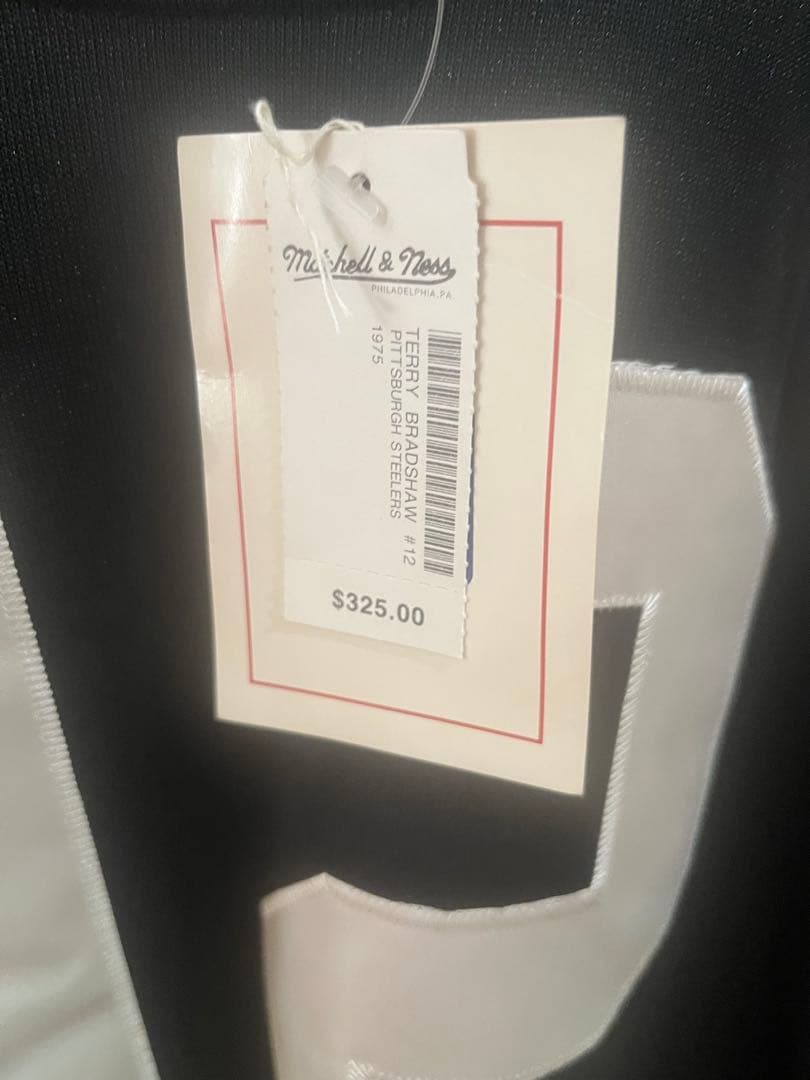 Mitchell & Ness
PHILADELPHIA, PA.
TERRY BRADSHAW #12
PITTSBURGH STEELERS
1975
$325.00